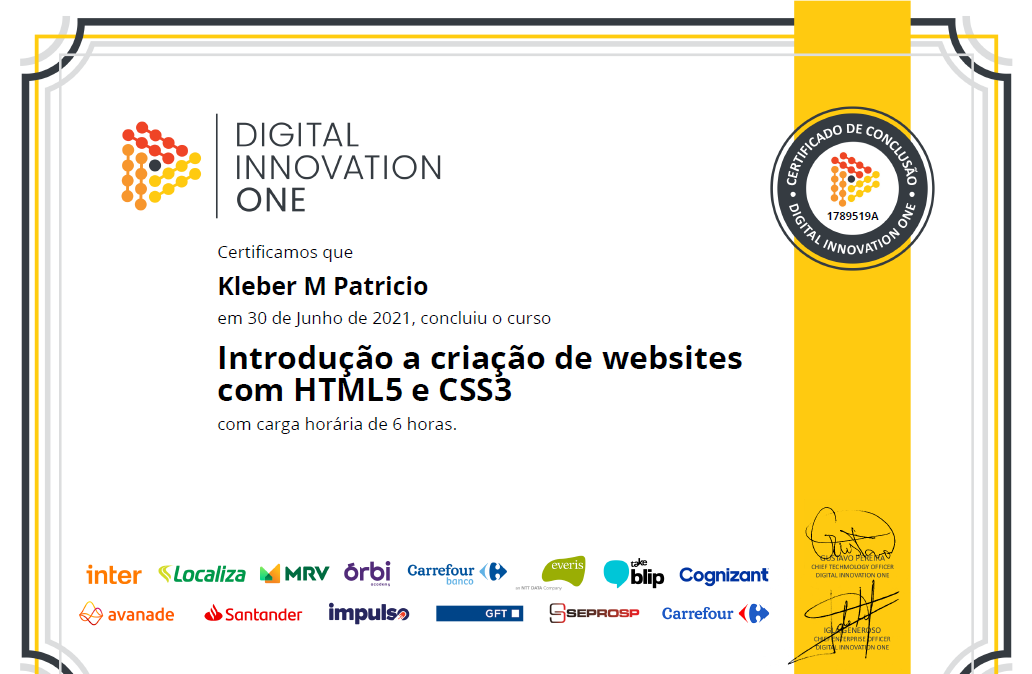 DIGITAL
INNOVATION
ONE
CERTIFICADO DE CONCLUSÃO
1789519A
DIGITAL INNOVATION ONE
Certificamos que
Kleber M Patricio
em 30 de Junho de 2021, concluiu o curso
Introdução a criação de websites
com HTML5 e CSS3
com carga horária de 6 horas.
GUSTAVO PEREIRA
CHIEF TECHNOLOGY OFFICER
DIGITAL INNOVATION ONE
inter Localiza MRV órbi academy Carrefour banco everis an NTT DATA Company take blip Cognizant
avanade Santander impulso GFT SEPROSP Carrefour
IGLÁ GENEROSO
CHIEF ENTERPRISE OFFICER
DIGITAL INNOVATION ONE